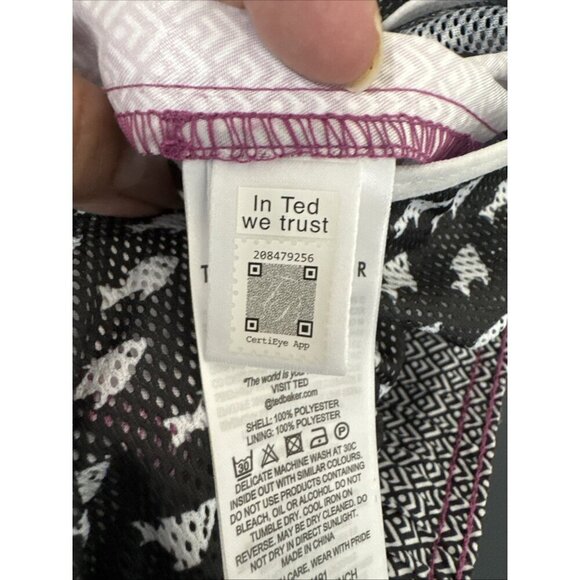 In Ted
we trust
208479256
T R
CertiEye App
"The world is your
VISIT TED
@tedbaker.com
SHELL: 100% POLYESTER
LINING: 100% POLYESTER
30
DELICATE MACHINE WASH AT 30C
INSIDE OUT WITH SIMILAR COLOURS.
DO NOT USE PRODUCTS CONTAINING
BLEACH, OIL OR ALCOHOL. DO NOT
TUMBLE DRY. COOL IRON ON
REVERSE. MAY BE DRY CLEANED. DO
NOT DRY IN DIRECT SUNLIGHT.
MADE IN CHINA
CARE, WEAR WITH PRIDE